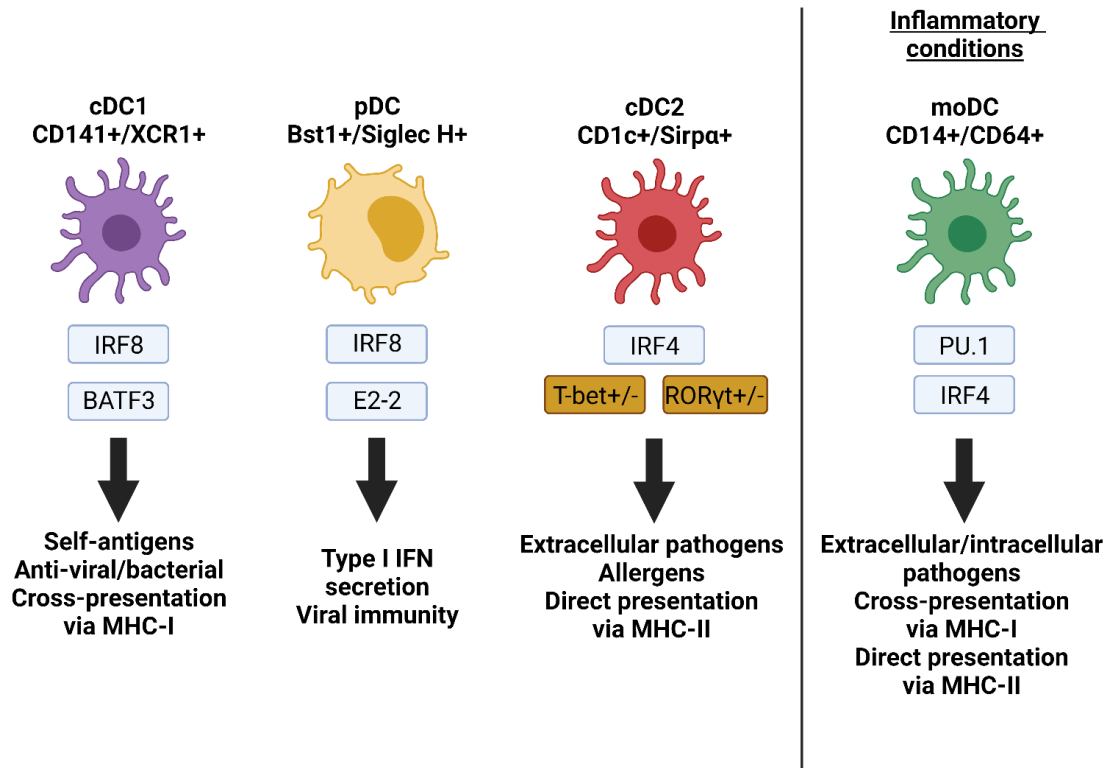 Inflammatory
conditions
cDC1
CD141+/XCR1+
pDC
Bst1+/Siglec H+
cDC2
CD1c+/Sirpα+
moDC
CD14+/CD64+
IRF8
BATF3
IRF8
E2-2
IRF4
T-bet+/-
RORγt+/-
PU.1
IRF4
Self-antigens
Anti-viral/bacterial
Cross-presentation
via MHC-I
Type I IFN
secretion
Viral immunity
Extracellular pathogens
Allergens
Direct presentation
via MHC-II
Extracellular/intracellular
pathogens
Cross-presentation
via MHC-I
Direct presentation
via MHC-II